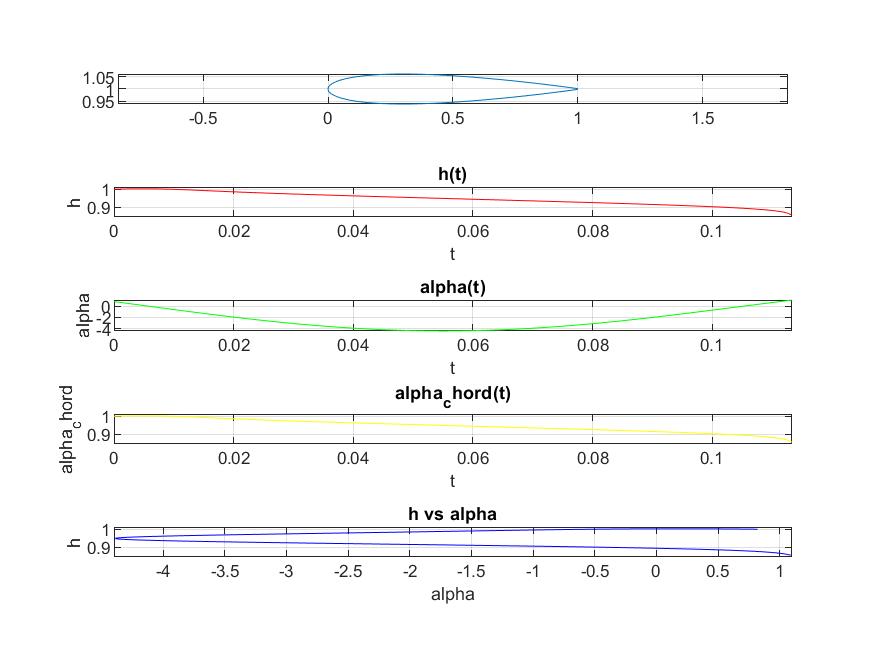 1.05
1
0.95
-0.5 0 0.5 1 1.5
h(t)
1
0.9
h
0 0.02 0.04 0.06 0.08 0.1
t
alpha(t)
0
-2
-4
alpha
0 0.02 0.04 0.06 0.08 0.1
t
alpha_chord(t)
1
0.9
alpha_chord
0 0.02 0.04 0.06 0.08 0.1
t
h vs alpha
1
0.9
h
-4 -3.5 -3 -2.5 -2 -1.5 -1 -0.5 0 0.5 1
alpha